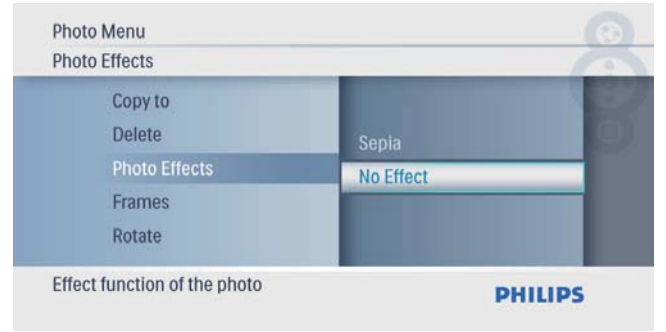 Photo Menu
Photo Effects
Copy to
Delete
Photo Effects
Frames
Rotate
Sepia
No Effect
Effect function of the photo
PHILIPS